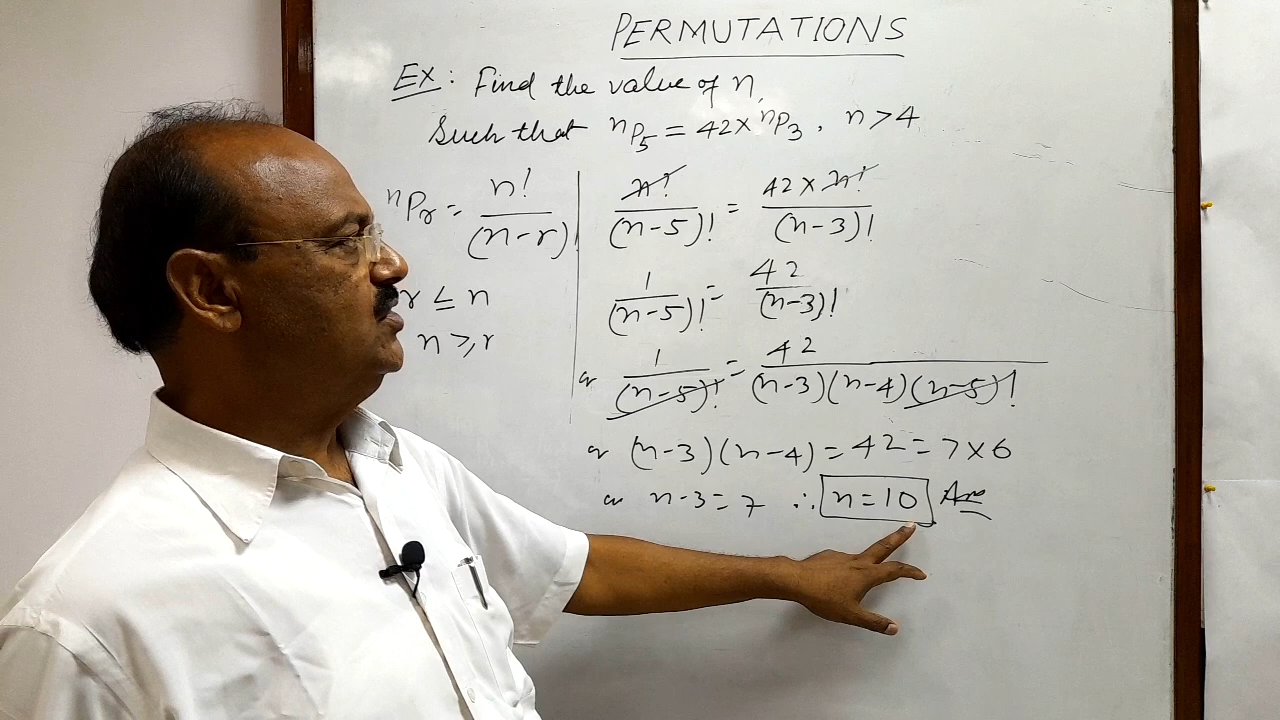 PERMUTATIONS
Ex: Find the value of n,
Such that ⁿP₅ = 42 × ⁿP₃, n > 4
ⁿPr = n! / (n-r)!
r ≤ n
n ≥ r
n! / (n-5)! = 42 × n! / (n-3)!
1 / (n-5)! = 42 / (n-3)!
or 1 / (n-5)! = 42 / (n-3)(n-4)(n-5)!
or (n-3)(n-4) = 42 = 7×6
or n-3 = 7 ∴ n = 10 Ans